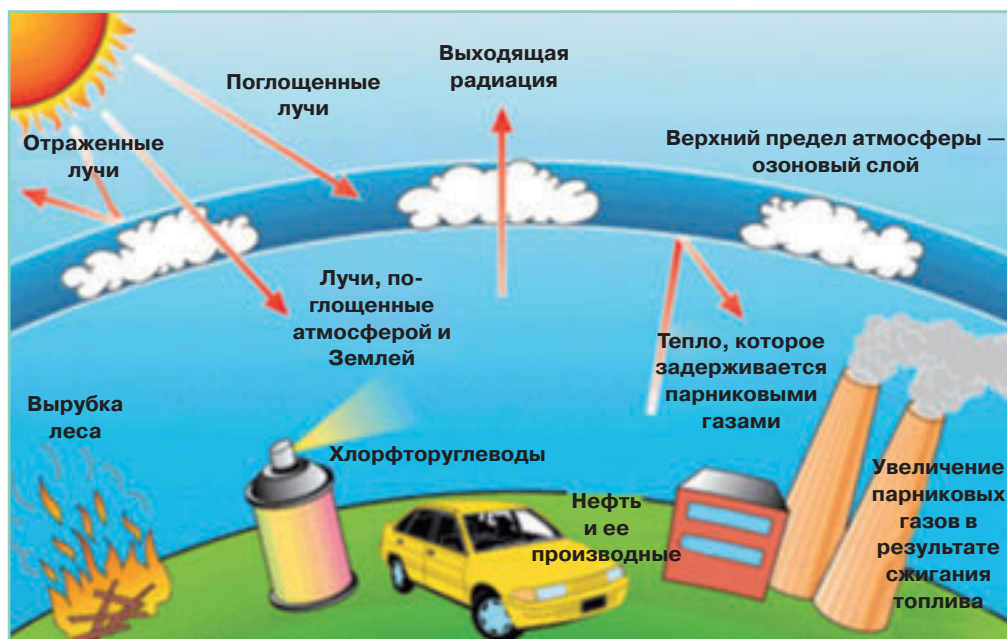 Выходящая
радиация
Поглощенные
лучи
Отраженные
лучи
Верхний предел атмосферы —
озоновый слой
Лучи, по-
глощенные
атмосферой и
Землей
Тепло, которое
задерживается
парниковыми
газами
Вырубка
леса
Хлорфторуглеводы
Нефть
и ее
производные
Увеличение
парниковых
газов в
результате
сжигания
топлива